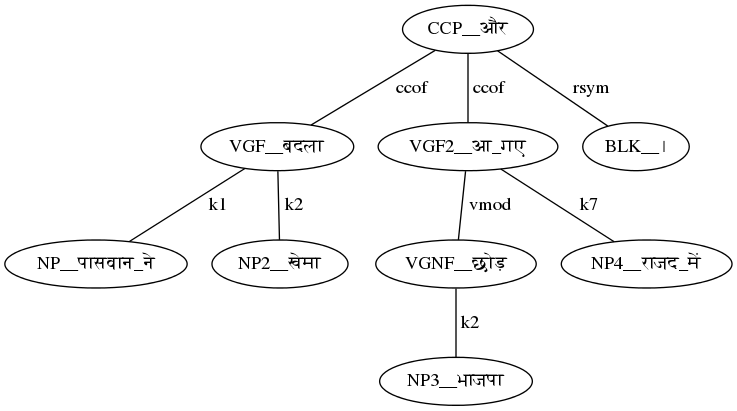 CCP__और
ccof ccof rsym
VGF__बदला VGF2__आ_गए BLK__।
k1 k2 vmod k7
NP__पासवान_ने NP2__खेमा VGNF__छोड़ NP4__राजद_में
k2
NP3__भाजपा